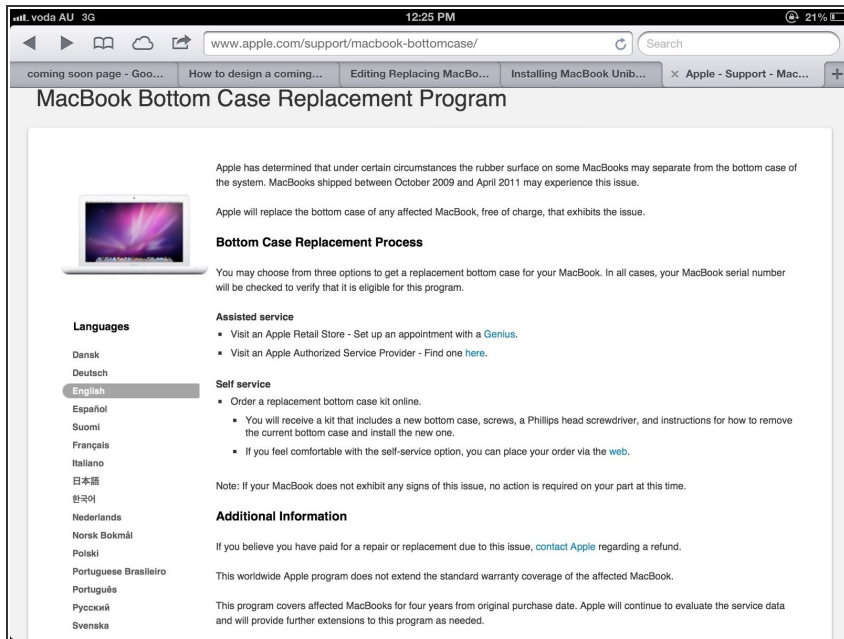 voda AU 3G 12:25 PM 21%
www.apple.com/support/macbook-bottomcase/ Search
coming soon page - Goo... How to design a coming... Editing Replacing MacBo... Installing MacBook Unib... Apple - Support - Mac...
MacBook Bottom Case Replacement Program
Apple has determined that under certain circumstances the rubber surface on some MacBooks may separate from the bottom case of
the system. MacBooks shipped between October 2009 and April 2011 may experience this issue.
Apple will replace the bottom case of any affected MacBook, free of charge, that exhibits the issue.
Bottom Case Replacement Process
You may choose from three options to get a replacement bottom case for your MacBook. In all cases, your MacBook serial number
will be checked to verify that it is eligible for this program.
Assisted service
Visit an Apple Retail Store - Set up an appointment with a Genius.
Visit an Apple Authorized Service Provider - Find one here.
Self service
Order a replacement bottom case kit online.
You will receive a kit that includes a new bottom case, screws, a Phillips head screwdriver, and instructions for how to remove
the current bottom case and install the new one.
If you feel comfortable with the self-service option, you can place your order via the web.
Note: If your MacBook does not exhibit any signs of this issue, no action is required on your part at this time.
Additional Information
If you believe you have paid for a repair or replacement due to this issue, contact Apple regarding a refund.
This worldwide Apple program does not extend the standard warranty coverage of the affected MacBook.
This program covers affected MacBooks for four years from original purchase date. Apple will continue to evaluate the service data
and will provide further extensions to this program as needed.
Languages
Dansk
Deutsch
English
Español
Suomi
Français
Italiano
日本語
한국어
Nederlands
Norsk Bokmål
Polski
Portuguese Brasileiro
Português
Русский
Svenska